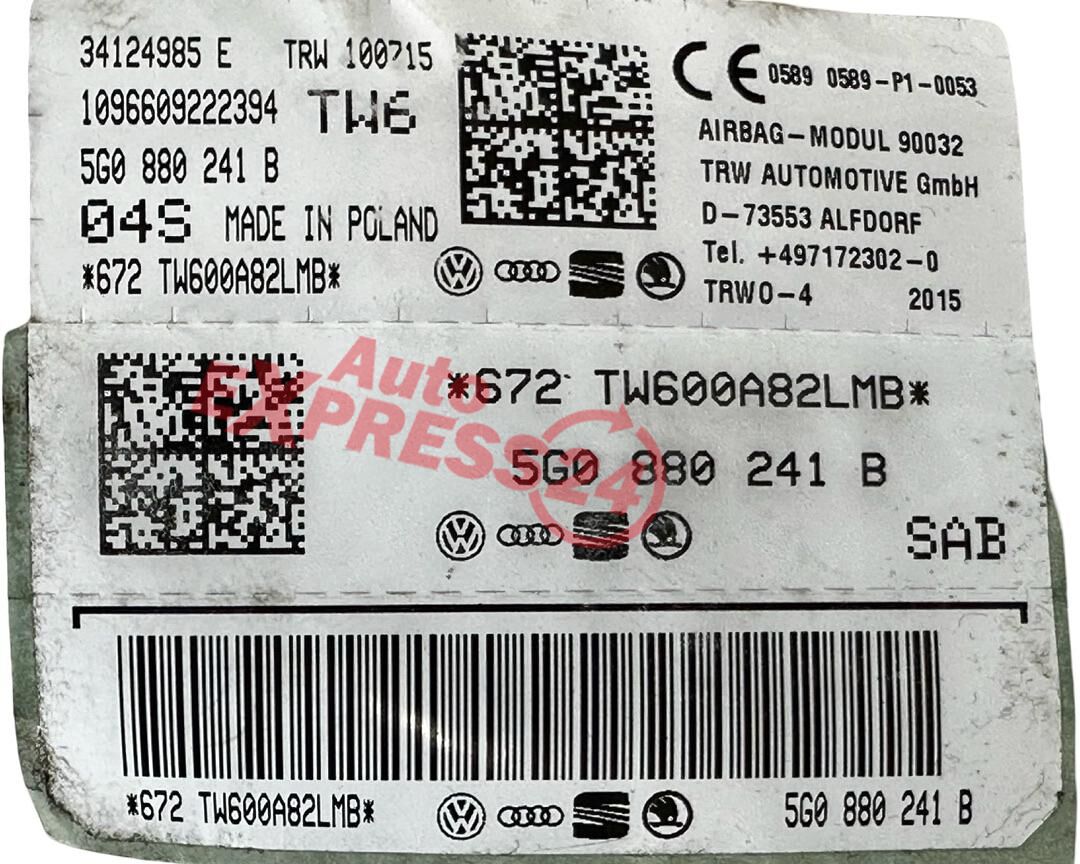 34124985 E TRW 100715
1096609222394 TW6
5G0 880 241 B
04S MADE IN POLAND
*672 TW600A82LMB*
CE 0589 0589-P1-0053
AIRBAG-MODUL 90032
TRW AUTOMOTIVE GmbH
D-73553 ALFDORF
Tel. +497172302-0
TRWO-4 2015
*672 TW600A82LMB*
5G0 880 241 B
SAB
Auto
EXPRESS24
*672 TW600A82LMB*
5G0 880 241 B